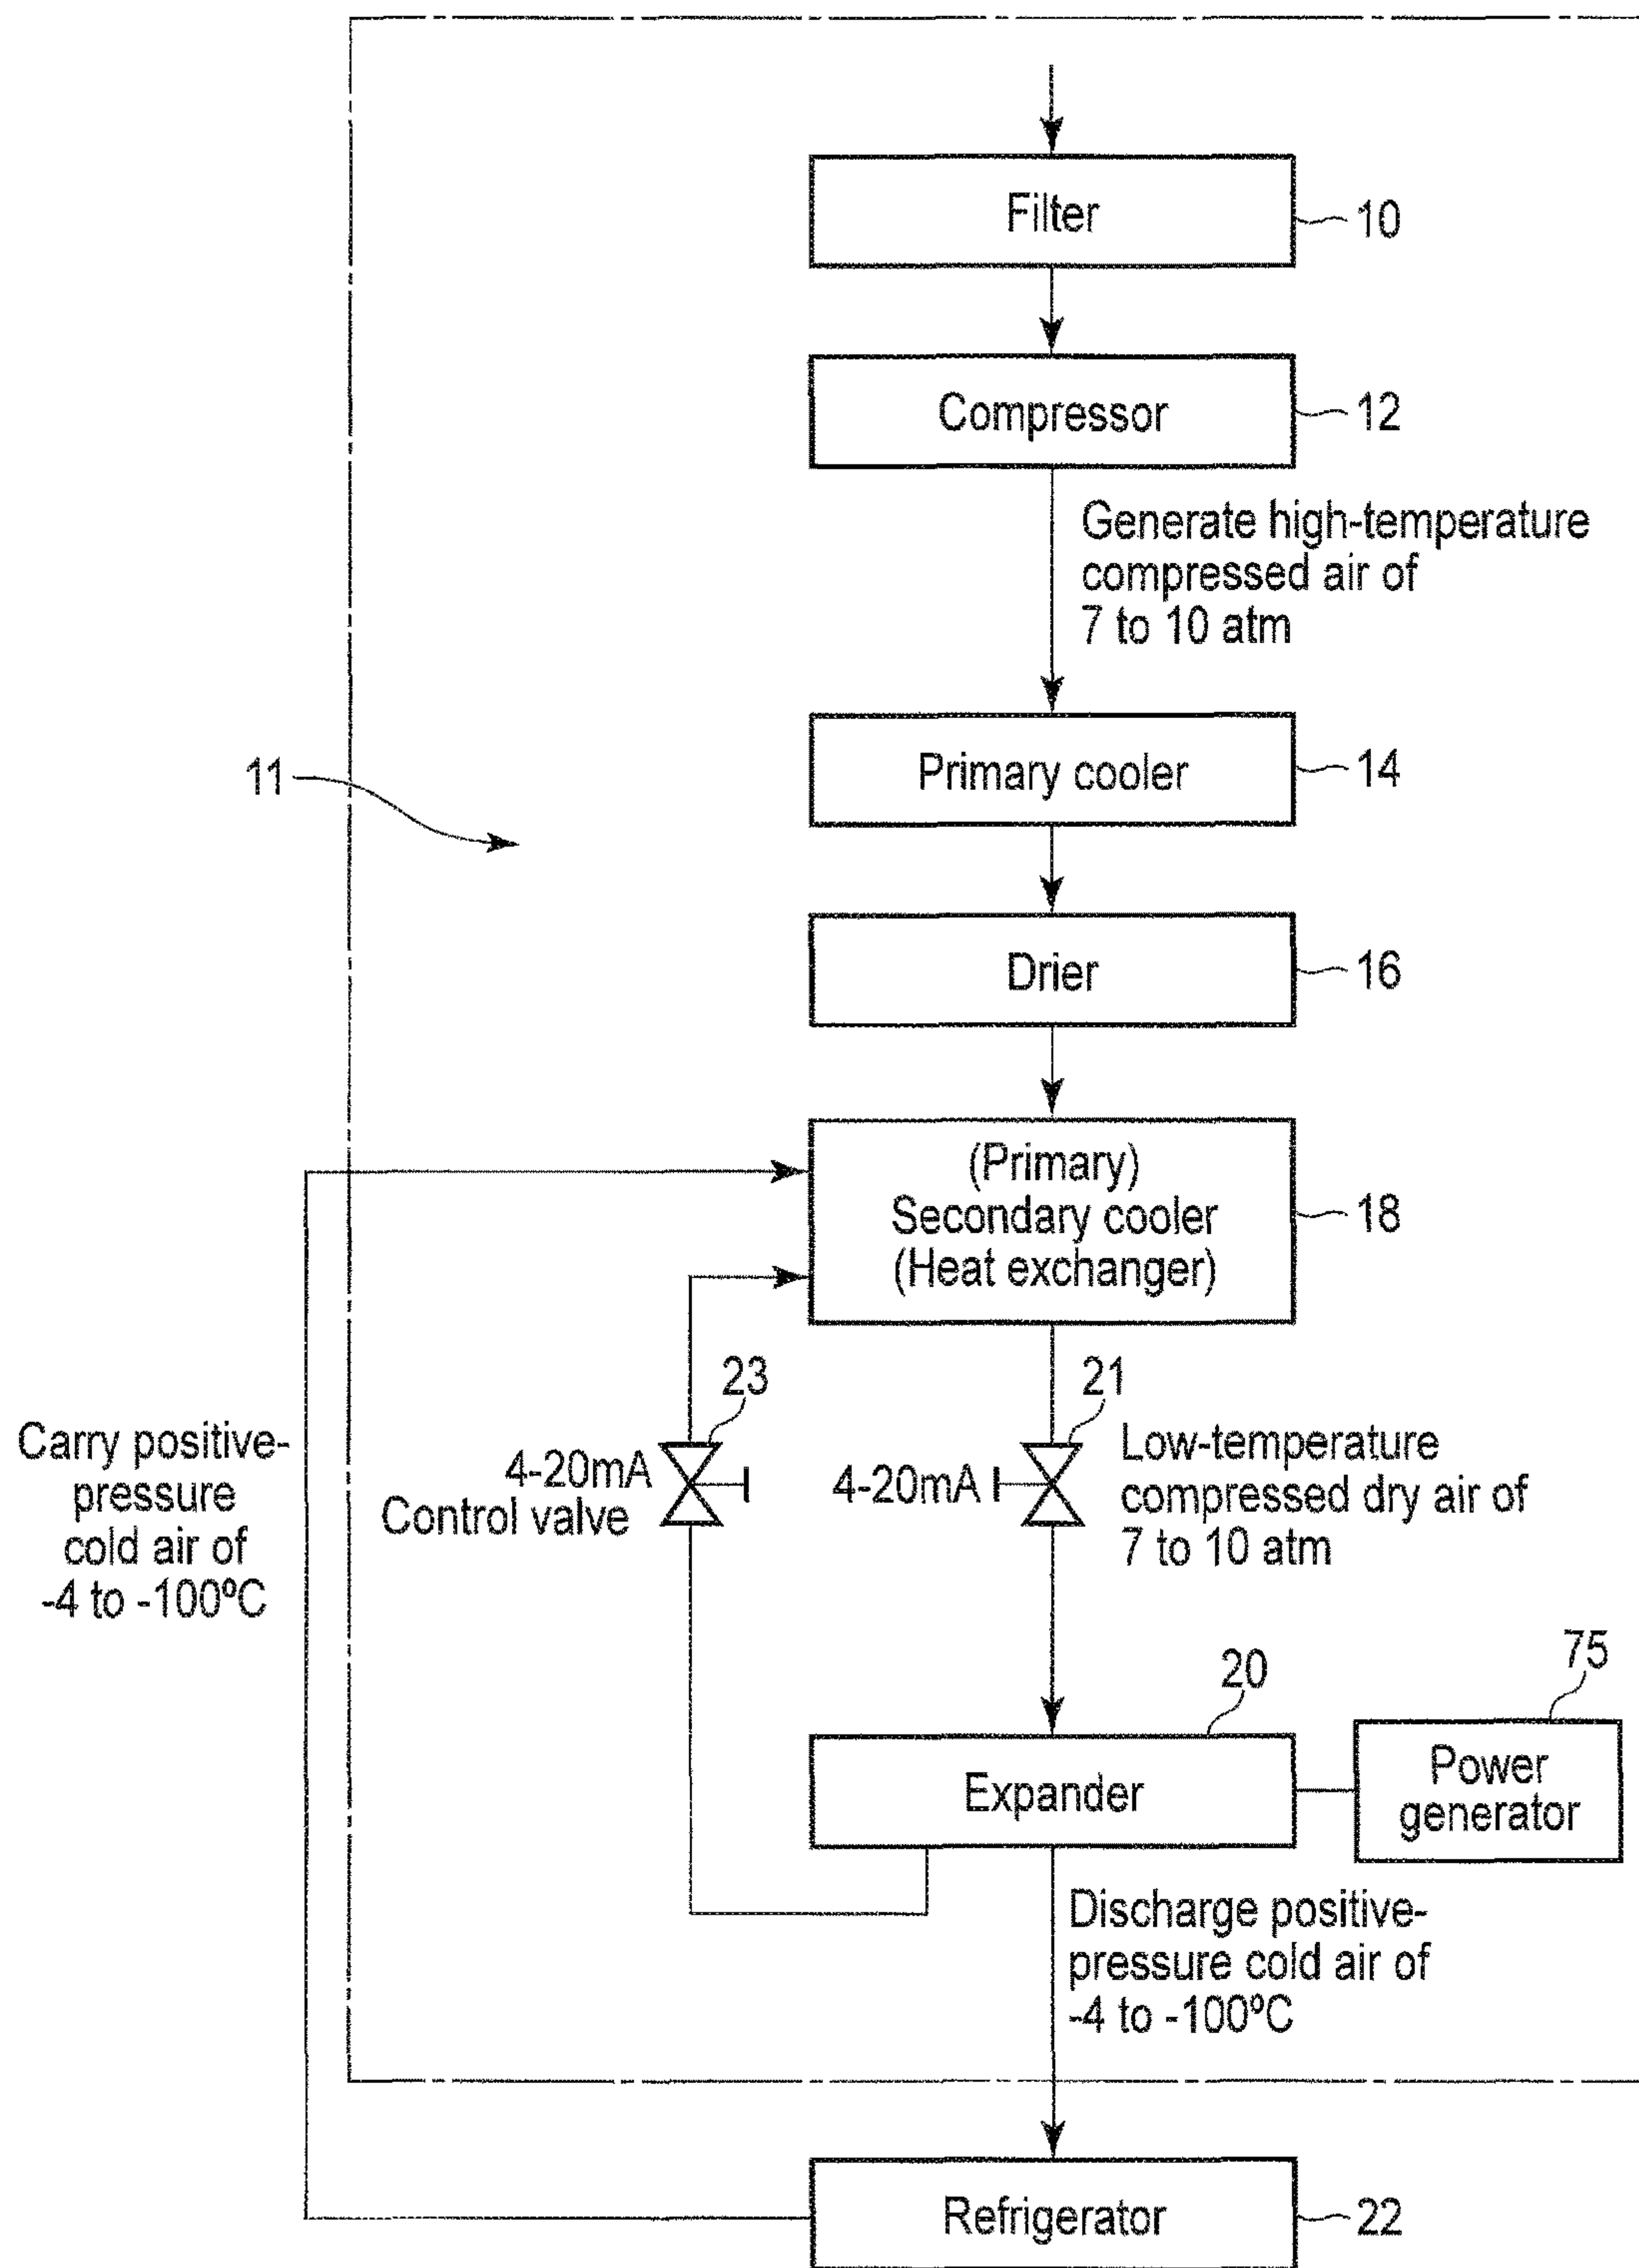 Filter
10
Compressor
12
Generate high-temperature
compressed air of
7 to 10 atm
Primary cooler
14
11
Drier
16
(Primary)
Secondary cooler
(Heat exchanger)
18
23
21
Carry positive-
pressure
cold air of
-4 to -100ºC
4-20mA
Control valve
4-20mA
Low-temperature
compressed dry air of
7 to 10 atm
20
75
Expander
Power
generator
Discharge positive-
pressure cold air of
-4 to -100ºC
Refrigerator
22